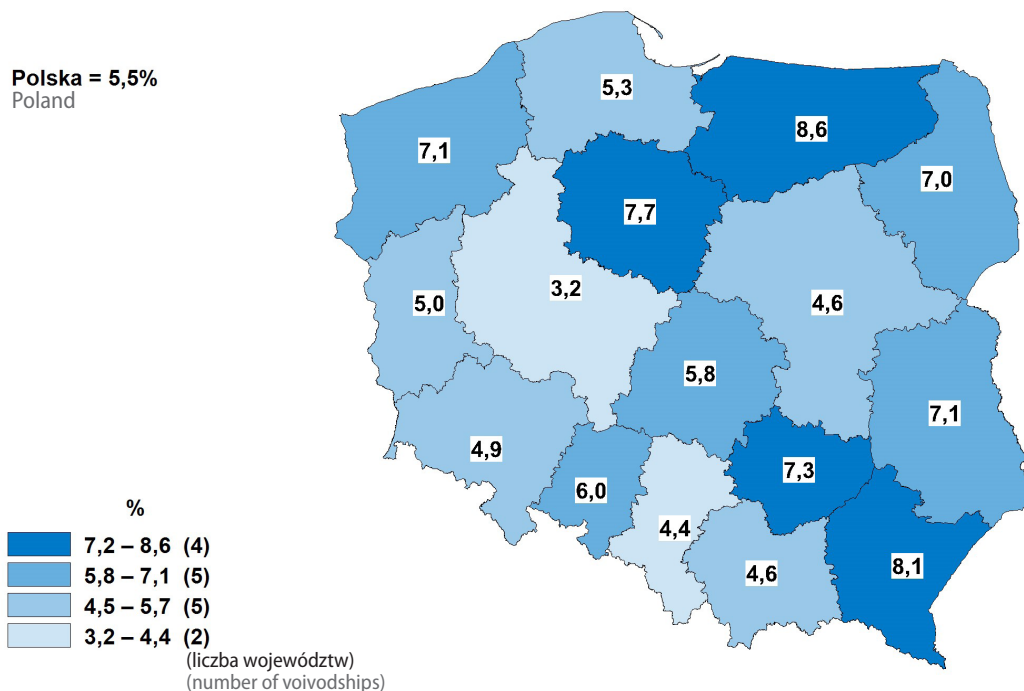 Polska = 5,5%
Poland
5,3
8,6
7,1
7,0
7,7
3,2
5,0
4,6
5,8
7,1
4,9
7,3
6,0
4,4
8,1
4,6
%
7,2 – 8,6 (4)
5,8 – 7,1 (5)
4,5 – 5,7 (5)
3,2 – 4,4 (2)
(liczba województw)
(number of voivodships)